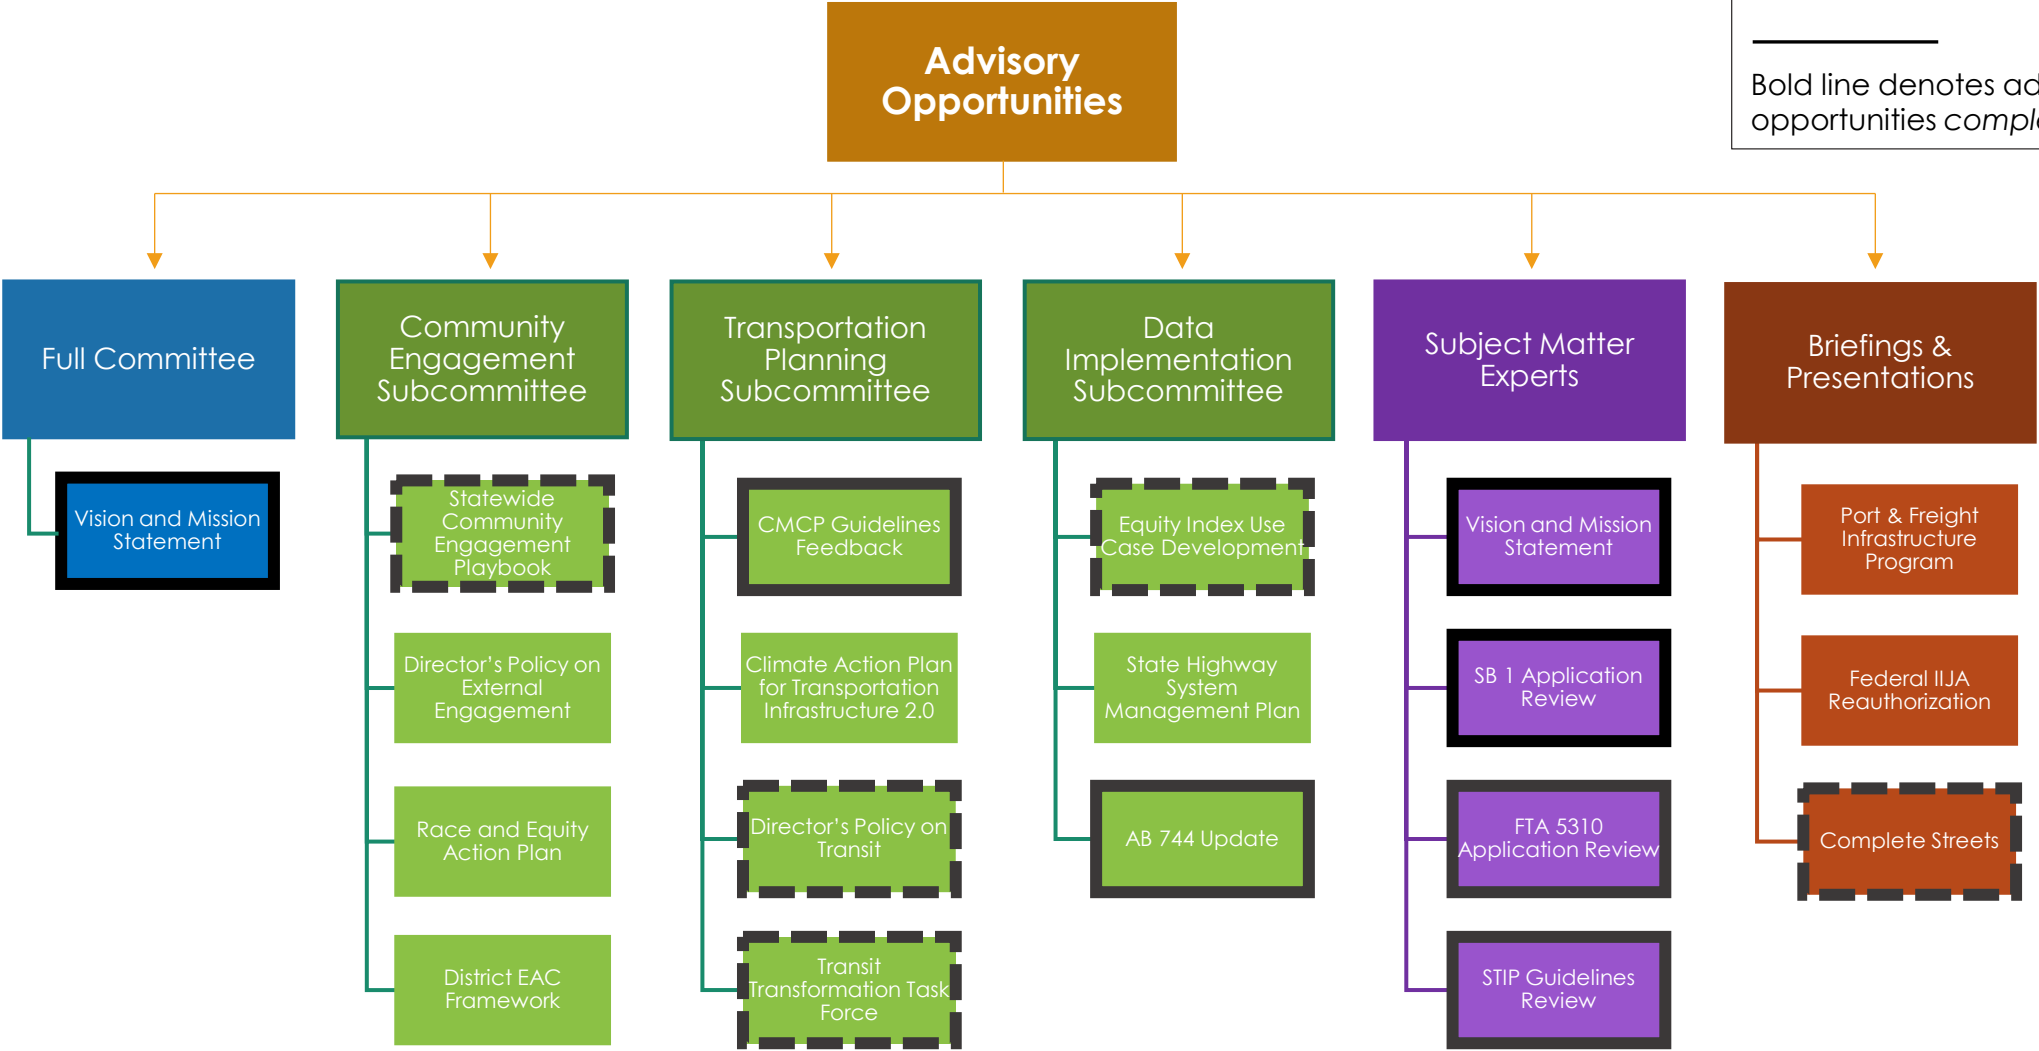 Advisory
Opportunities
Bold line denotes
opportunities
Full Committee
Community
Engagement
Subcommittee
Transportation
Planning
Subcommittee
Data
Implementation
Subcommittee
Subject Matter
Experts
Briefings &
Presentations
Vision and Mission
Statement
Statewide
Community
Engagement
Playbook
Director’s Policy on
External
Engagement
Race and Equity
Action Plan
District EAC
Framework
CMCP Guidelines
Feedback
Climate Action Plan
for Transportation
Infrastructure 2.0
Director’s Policy on
Transit
Transit
Transformation Task
Force
Equity Index Use
Case Development
State Highway
System
Management Plan
AB 744 Update
Vision and Mission
Statement
SB 1 Application
Review
FTA 5310
Application Review
STIP Guidelines
Review
Port & Freight
Infrastructure
Program
Federal IIJA
Reauthorization
Complete Streets